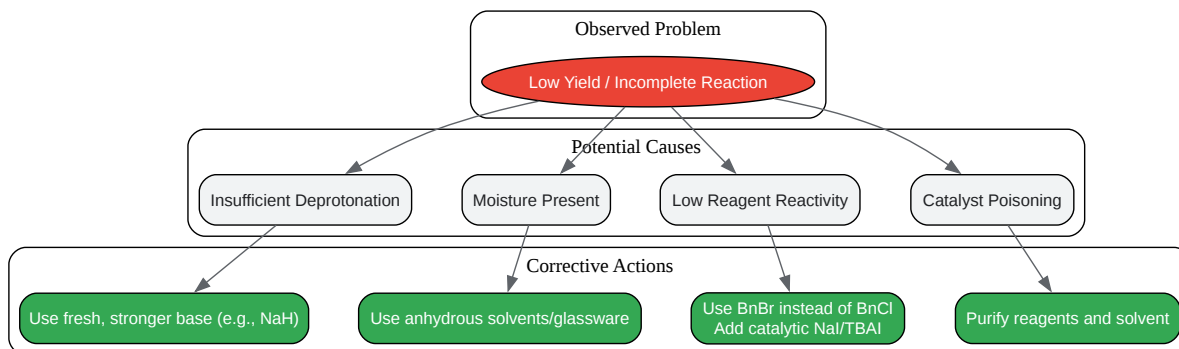 Observed Problem
Low Yield / Incomplete Reaction
Potential Causes
Insufficient Deprotonation
Moisture Present
Low Reagent Reactivity
Catalyst Poisoning
Corrective Actions
Use fresh, stronger base (e.g., NaH)
Use anhydrous solvents/glassware
Use BnBr instead of BnCl
Add catalytic NaI/TBAI
Purify reagents and solvent